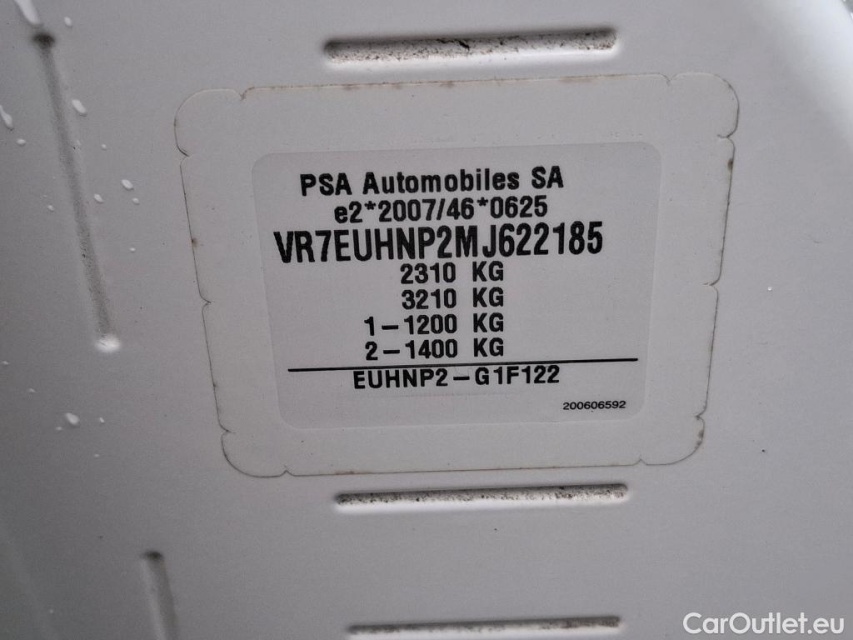 PSA Automobiles SA
e2*2007/46*0625
VR7EUHNP2MJ622185
2310 KG
3210 KG
1-1200 KG
2-1400 KG
EUHNP2-G1F122
200606592
CarOutlet.eu